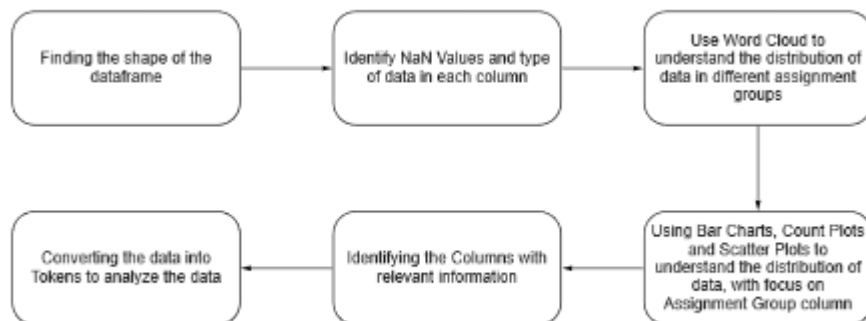 Finding the shape of the
dataframe
Identify NaN Values and type
of data in each column
Use Word Cloud to
understand the distribution of
data in different assignment
groups
Using Bar Charts, Count Plots
and Scatter Plots to
understand the distribution of
data, with focus on
Assignment Group column
Identifying the Columns with
relevant information
Converting the data into
Tokens to analyze the data